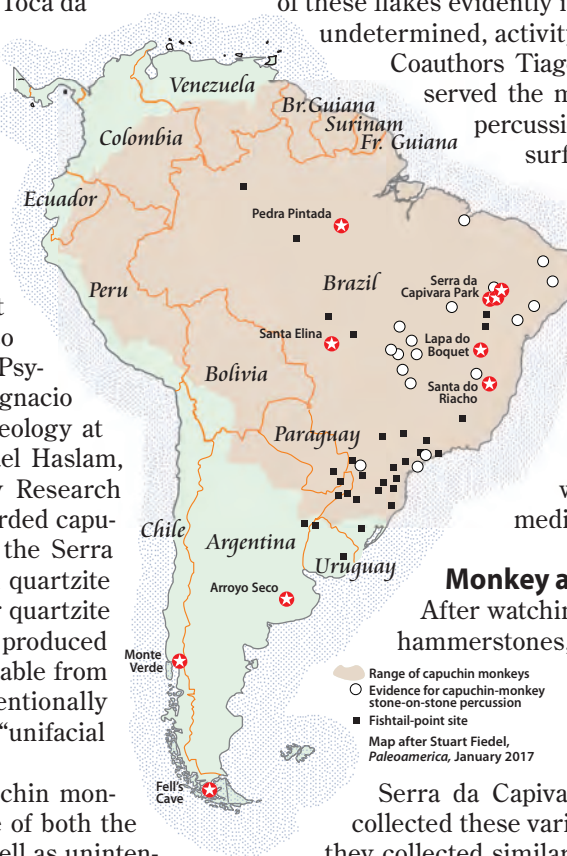 Toca da
of these flakes evidently i
undetermined, activity
Coauthors Tiag
served the m
percussi
surf
t
o
Psy-
gnacio
eology at
el Haslam,
y Research
rded capu-
the Serra
quartzite
r quartzite
produced
able from
entionally
“unifacial
chin mon-
e of both the
ell as uninten-
Venezuela
Br.Guiana
Surinam
Fr. Guiana
Colombia
Ecuador
Pedra Pintada
Peru
Brazil
Serra da
Capivara Park
Santa Elina
Lapa do
Boquet
Bolivia
Santa do
Riacho
Paraguay
Chile
Argentina
Uruguay
Arroyo Seco
Monte
Verde
Fell’s
Cave
w
medi
Monkey a
After watchin
hammerstones,
Range of capuchin monkeys
Evidence for capuchin-monkey
stone-on-stone percussion
Fishtail-point site
Map after Stuart Fiedel,
Paleoamerica, January 2017
Serra da Capiva
collected these vari
they collected similar